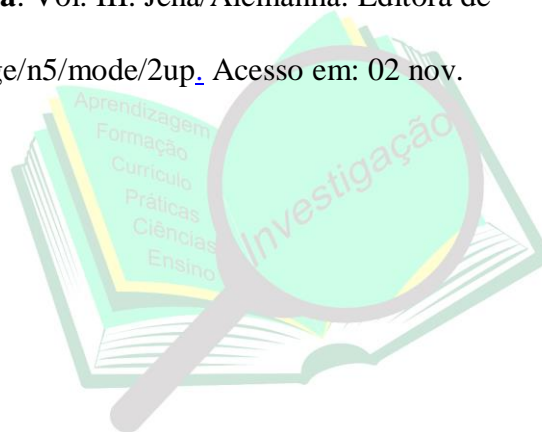 a. Vol. III. Jena/Alemanha: Editora de
ge/n5/mode/2up. Acesso em: 02 nov.
Aprendizagem
Formação
Currículo
Práticas
Ciências
Ensino
Investigação